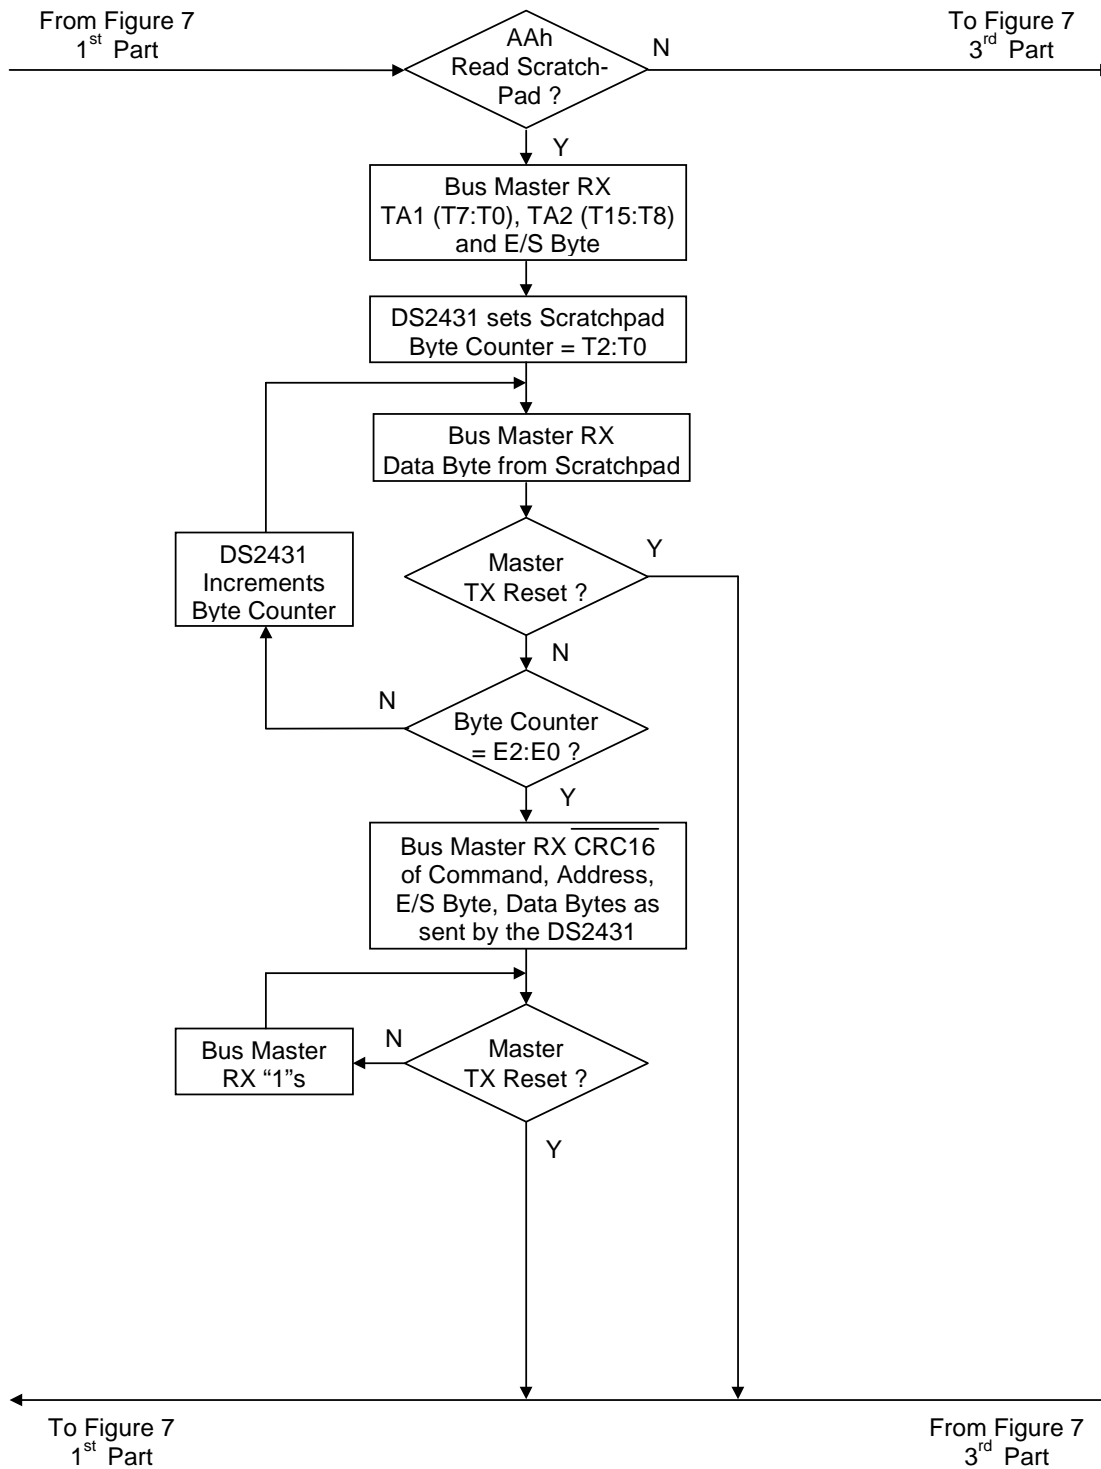 From Figure 7
1st Part
AAh
Read Scratch-
Pad ?
N
To Figure 7
3rd Part
Y
Bus Master RX
TA1 (T7:T0), TA2 (T15:T8)
and E/S Byte
DS2431 sets Scratchpad
Byte Counter = T2:T0
Bus Master RX
Data Byte from Scratchpad
DS2431
Increments
Byte Counter
Master
TX Reset ?
Y
N
N
Byte Counter
= E2:E0 ?
Y
Bus Master RX CRC16
of Command, Address,
E/S Byte, Data Bytes as
sent by the DS2431
Bus Master
RX “1”s
N
Master
TX Reset ?
Y
To Figure 7
1st Part
From Figure 7
3rd Part